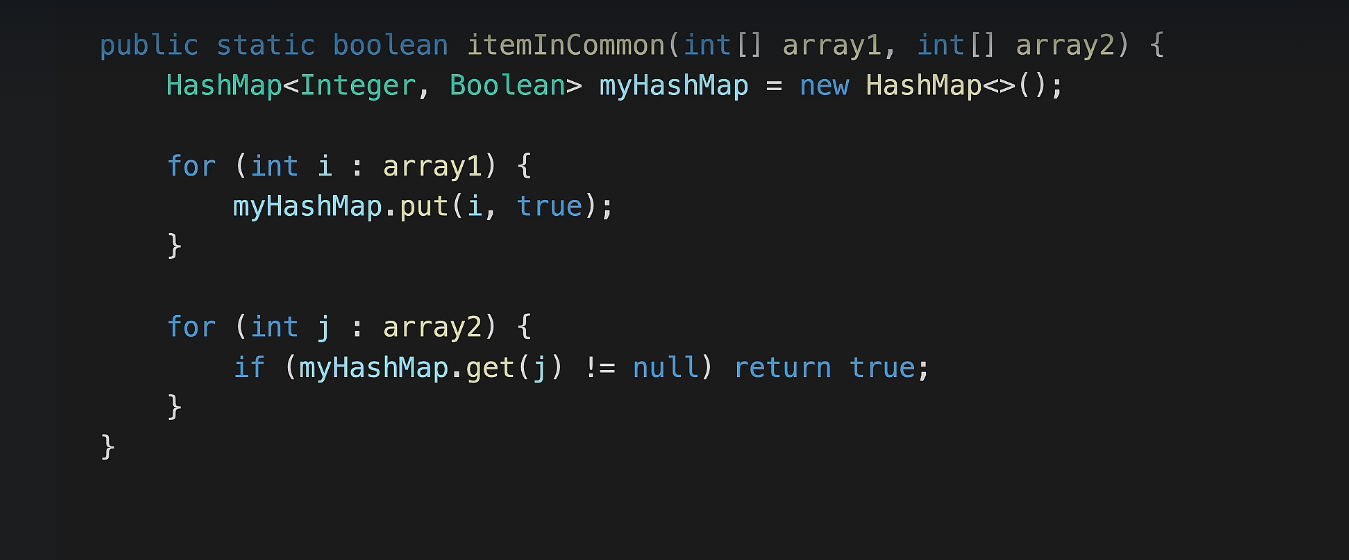 public static boolean itemInCommon(int[] array1, int[] array2) {
    HashMap<Integer, Boolean> myHashMap = new HashMap<>();

    for (int i : array1) {
        myHashMap.put(i, true);
    }

    for (int j : array2) {
        if (myHashMap.get(j) != null) return true;
    }
}